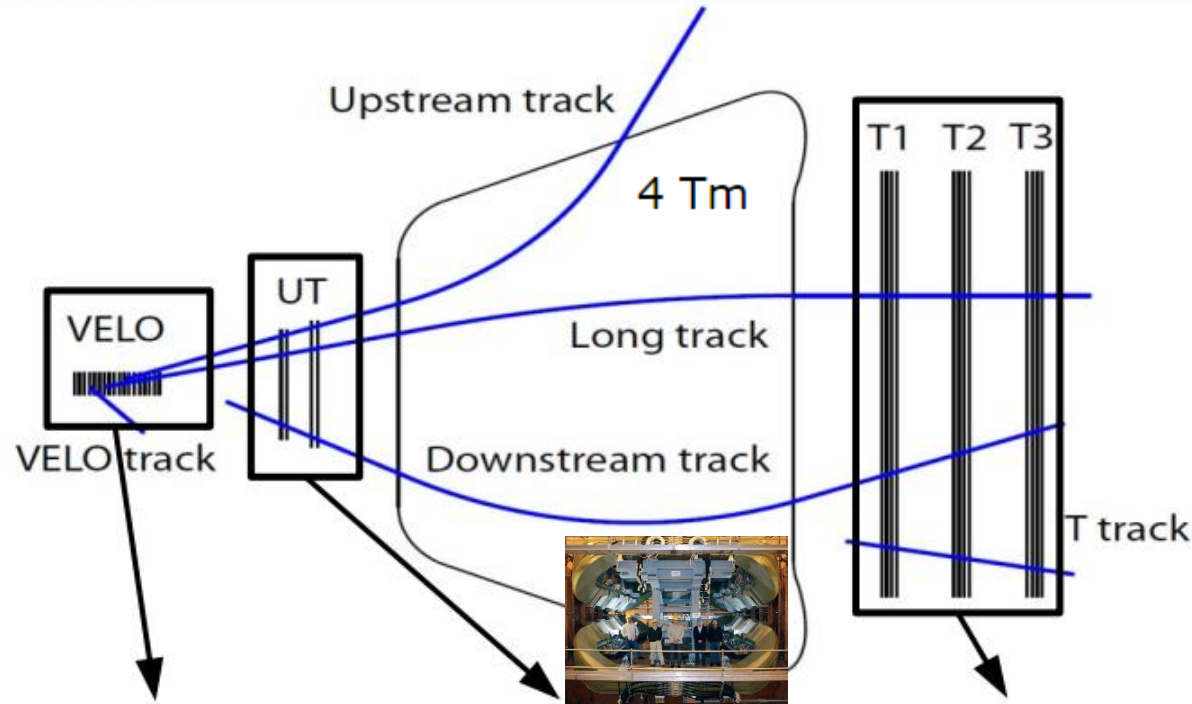 Upstream track
4 Tm
T1 T2 T3
UT
VELO
Long track
VELO track
Downstream track
T track